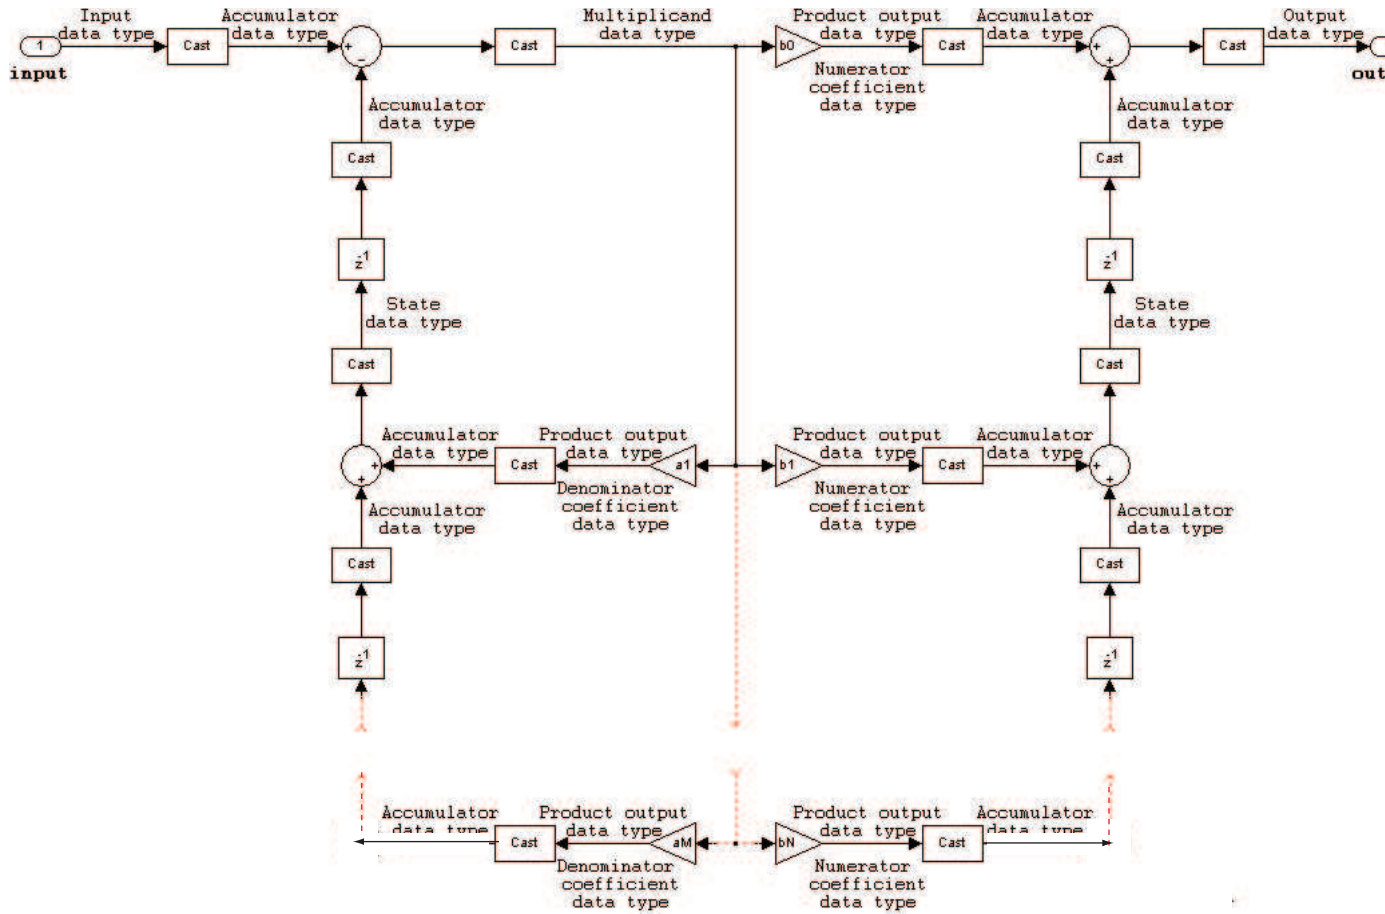 Input
data type
Accumulator
data type
Multiplicand
data type
Product output
data type
Accumulator
data type
Output
data type
1
Cast
+
−
Cast
b0
Cast
+
+
Cast
input
out
Numerator
coefficient
data type
Accumulator
data type
Accumulator
data type
Cast
Cast
z-1
z-1
State
data type
State
data type
Cast
Cast
Accumulator
data type
Product output
data type
Product output
data type
Accumulator
data type
+
+
Cast
a1
b1
Cast
+
+
Denominator
coefficient
data type
Numerator
coefficient
data type
Accumulator
data type
Accumulator
data type
Cast
Cast
z-1
z-1
Accumulator
data type
Product output
data type
Product output
data type
Accumulator
data type
Cast
aM
bN
Cast
Denominator
coefficient
data type
Numerator
coefficient
data type